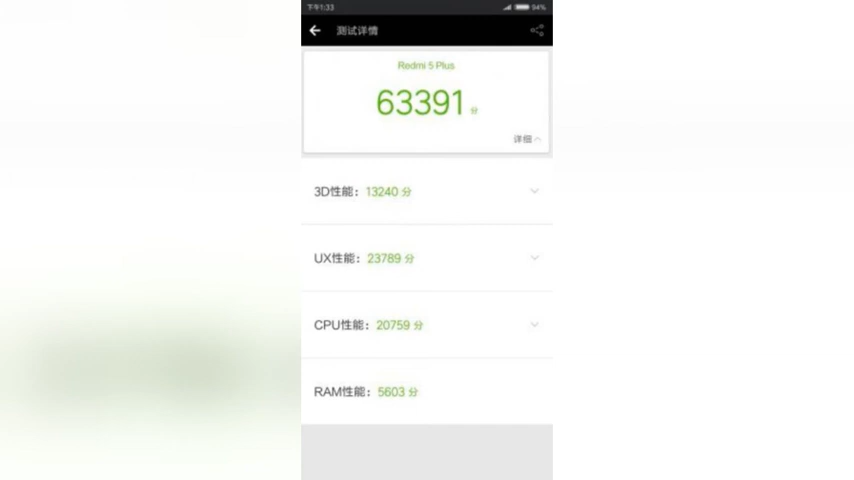 下午1:33
94%
测试详情
Redmi 5 Plus
63391 分
详细
3D性能：13240 分
UX性能：23789 分
CPU性能：20759 分
RAM性能：5603 分